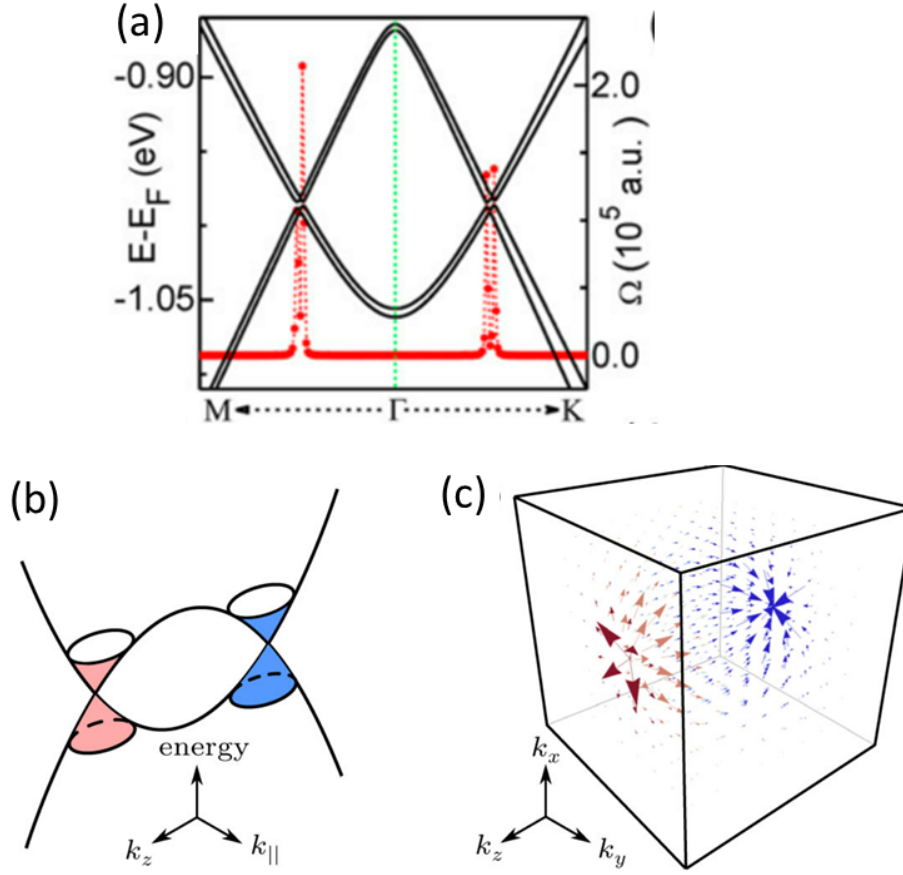 (a)
-0.90
-1.05
E-E_F (eV)
2.0
0.0
Ω (10^5 a.u.)
M Γ K
(b)
energy
k_z k_||
(c)
k_x
k_z k_y